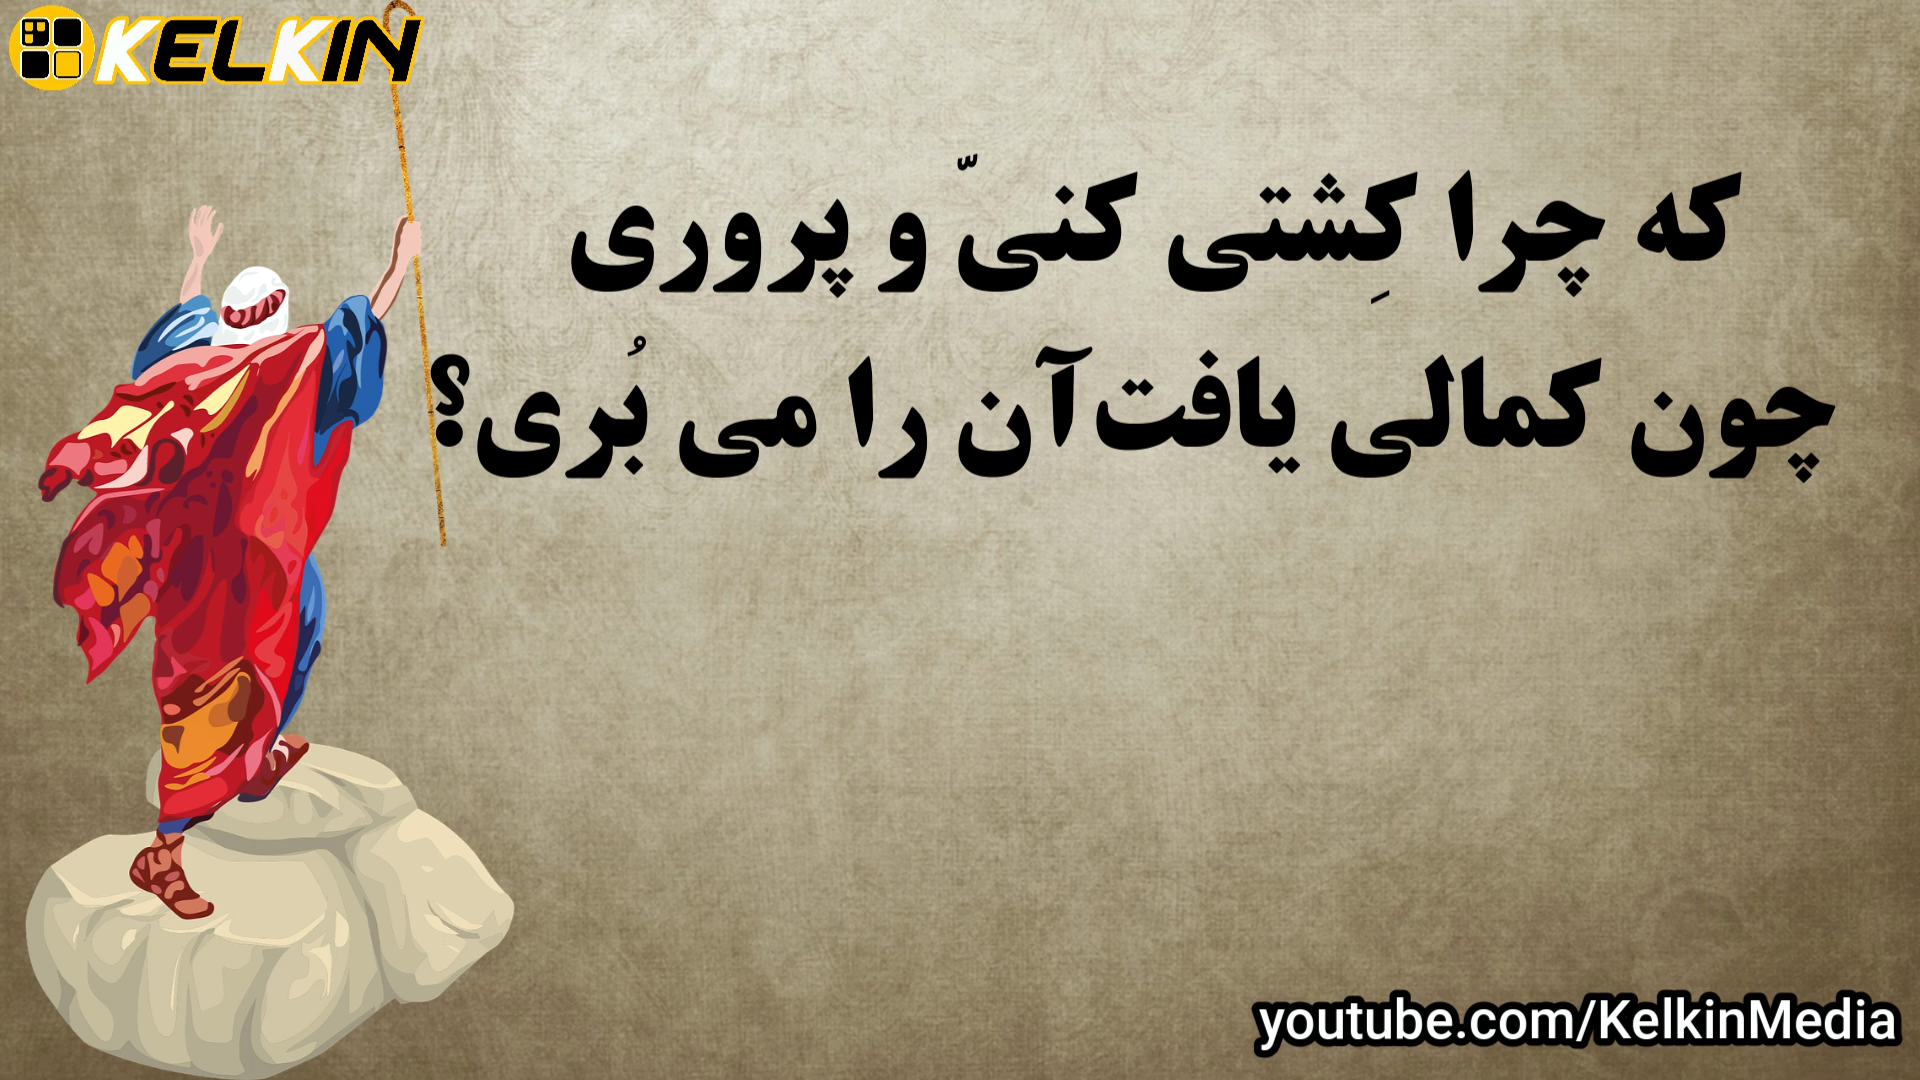 KELKIN
که چرا کِشتی کنیّ و پروری
چون کمالی یافت آن را می بُری؟
youtube.com/KelkinMedia